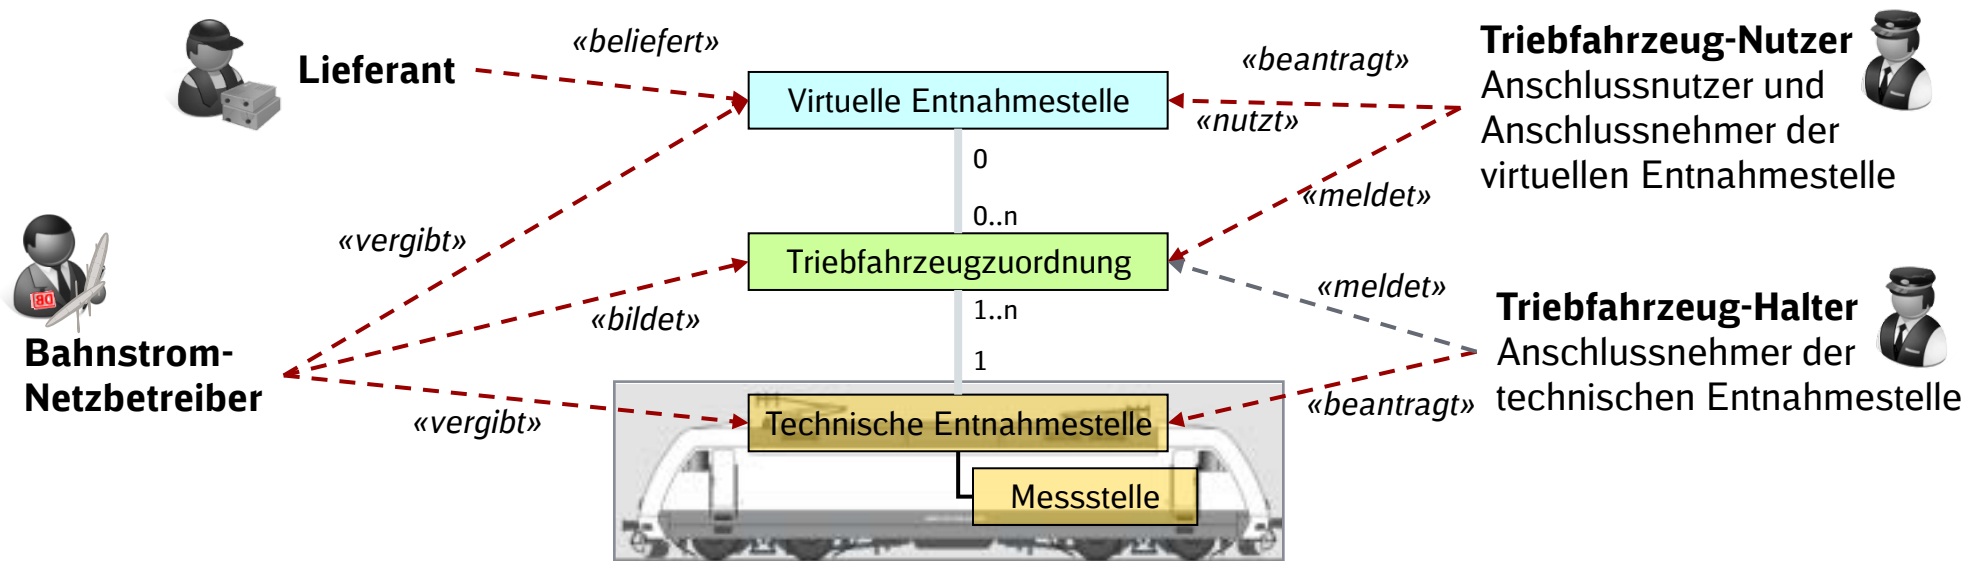 Lieferant
«beliefert»
Virtuelle Entnahmestelle
«beantragt»
«nutzt»
Triebfahrzeug-Nutzer
Anschlussnutzer und
Anschlussnehmer der
virtuellen Entnahmestelle
0
0..n
«meldet»
«vergibt»
DB
Bahnstrom-
Netzbetreiber
«bildet»
Triebfahrzeugzuordnung
1..n
1
«meldet»
Triebfahrzeug-Halter
Anschlussnehmer der
technischen Entnahmestelle
«beantragt»
«vergibt»
Technische Entnahmestelle
Messstelle